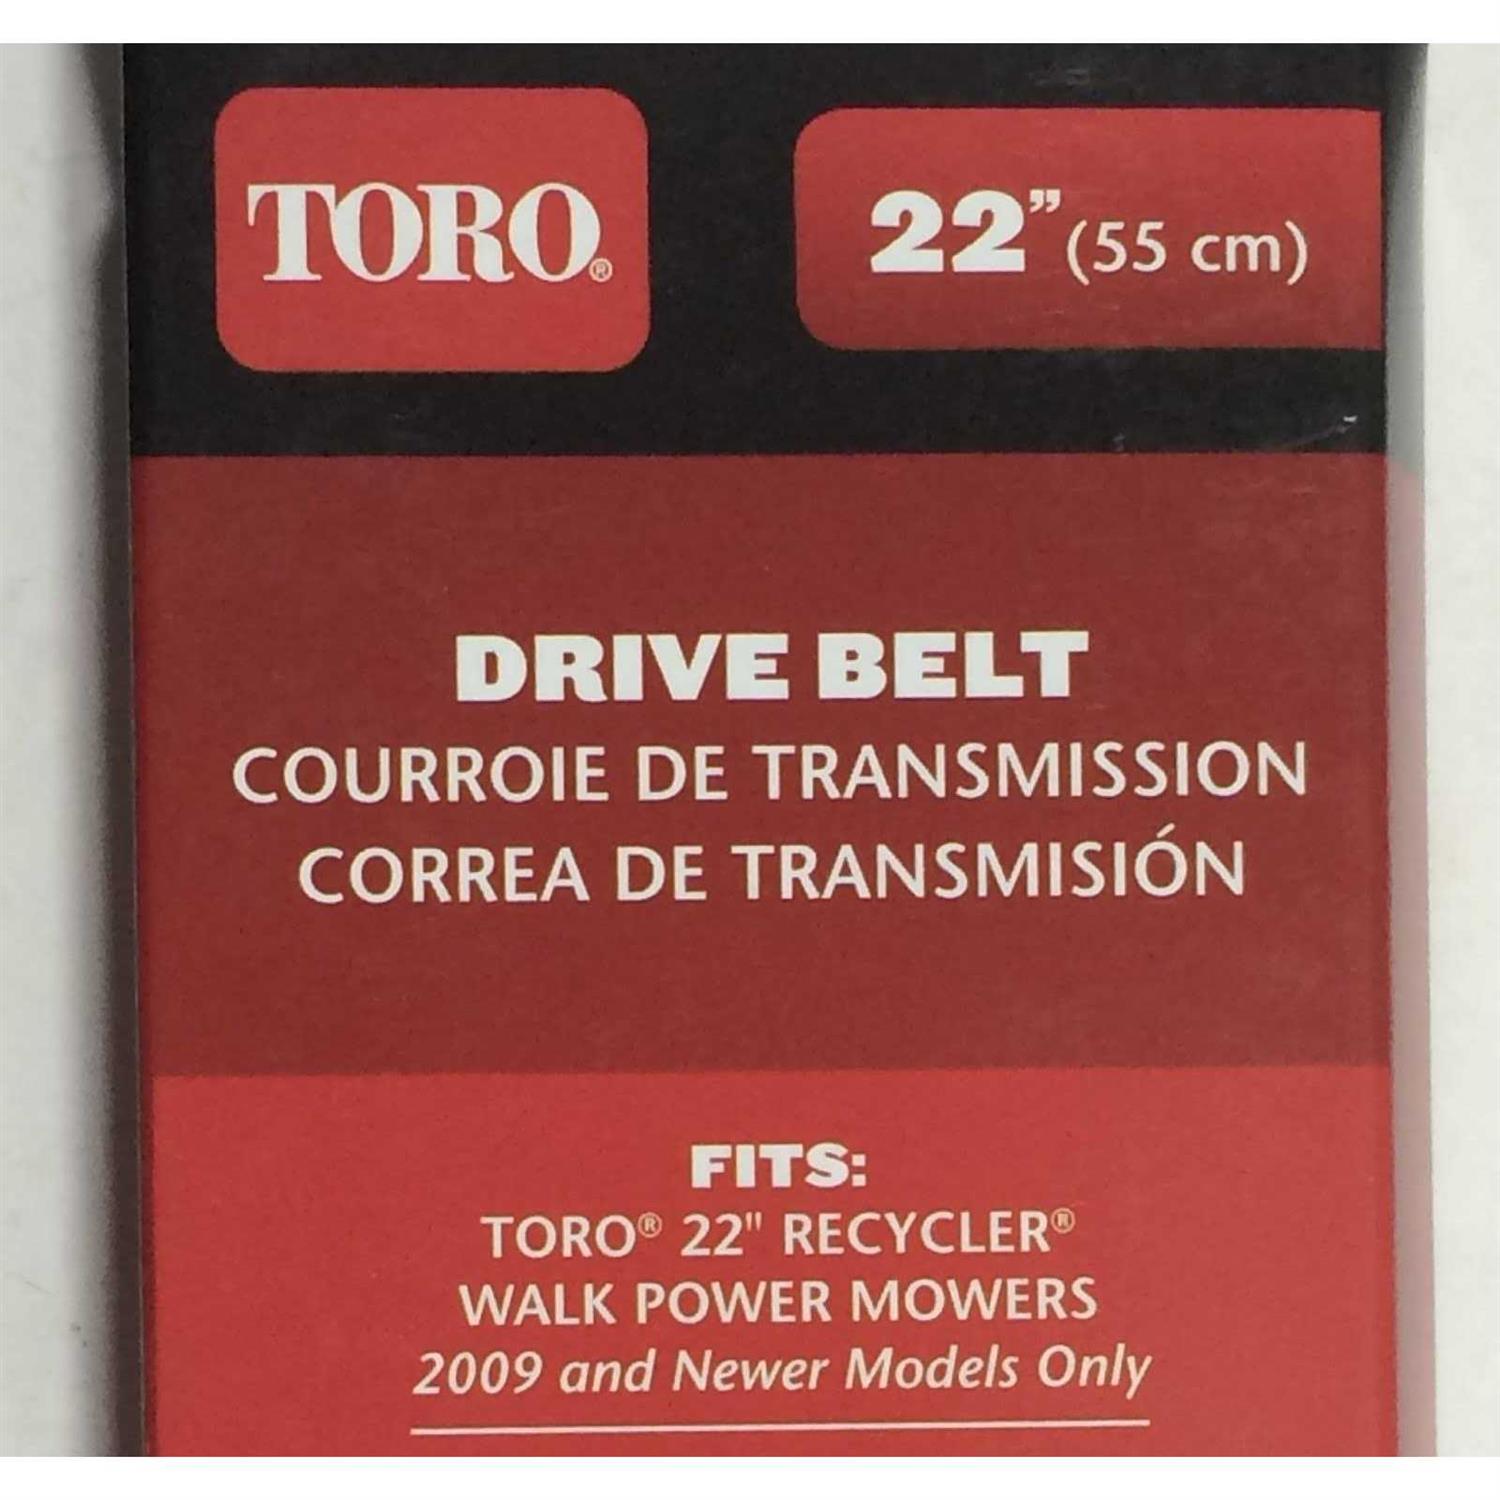 TORO®
22” (55 cm)
DRIVE BELT
COURROIE DE TRANSMISSION
CORREA DE TRANSMISIÓN
FITS:
TORO® 22" RECYCLER®
WALK POWER MOWERS
2009 and Newer Models Only